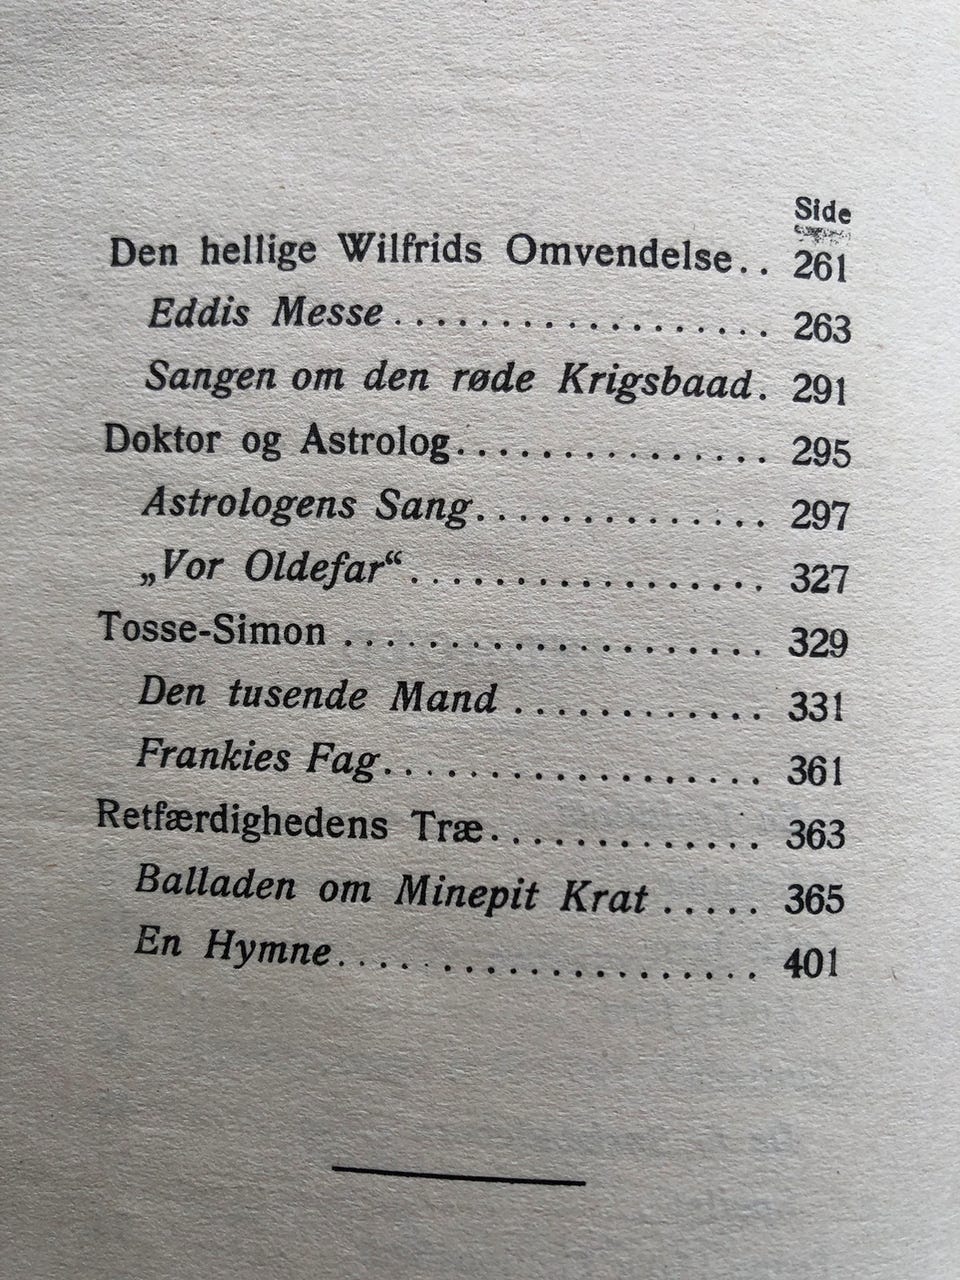 Side
Den hellige Wilfrids Omvendelse.. 261
Eddis Messe.................. 263
Sangen om den røde Krigsbaad. 291
Doktor og Astrolog............... 295
Astrologens Sang.............. 297
„Vor Oldefar“................. 327
Tosse-Simon .................... 329
Den tusende Mand ............ 331
Frankies Fag.................. 361
Retfærdighedens Træ............. 363
Balladen om Minepit Krat ..... 365
En Hymne.................... 401